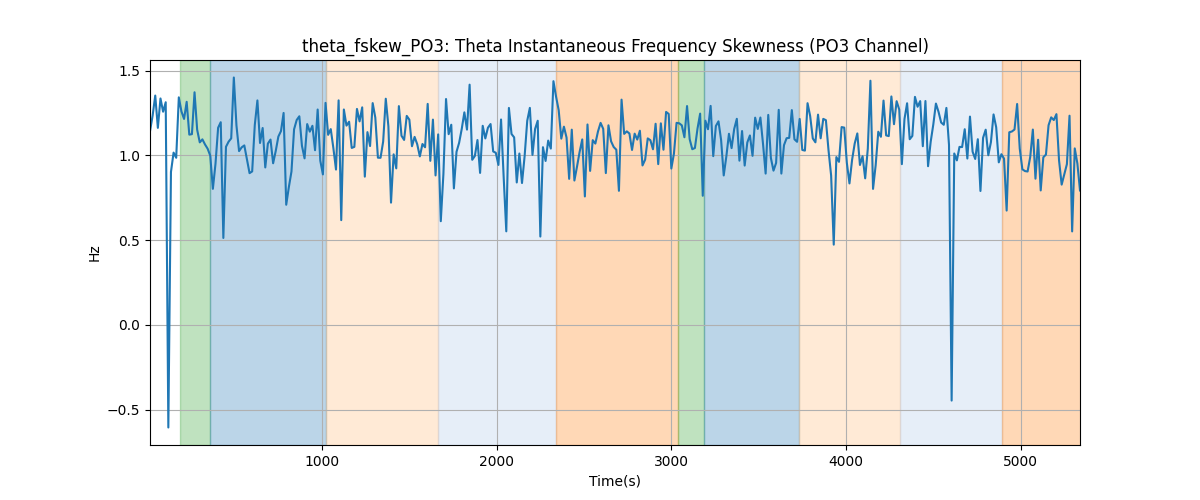 theta_fskew_PO3: Theta Instantaneous Frequency Skewness (PO3 Channel)
1.5
1.0
0.5
0.0
−0.5
Hz
1000 2000 3000 4000 5000
Time(s)